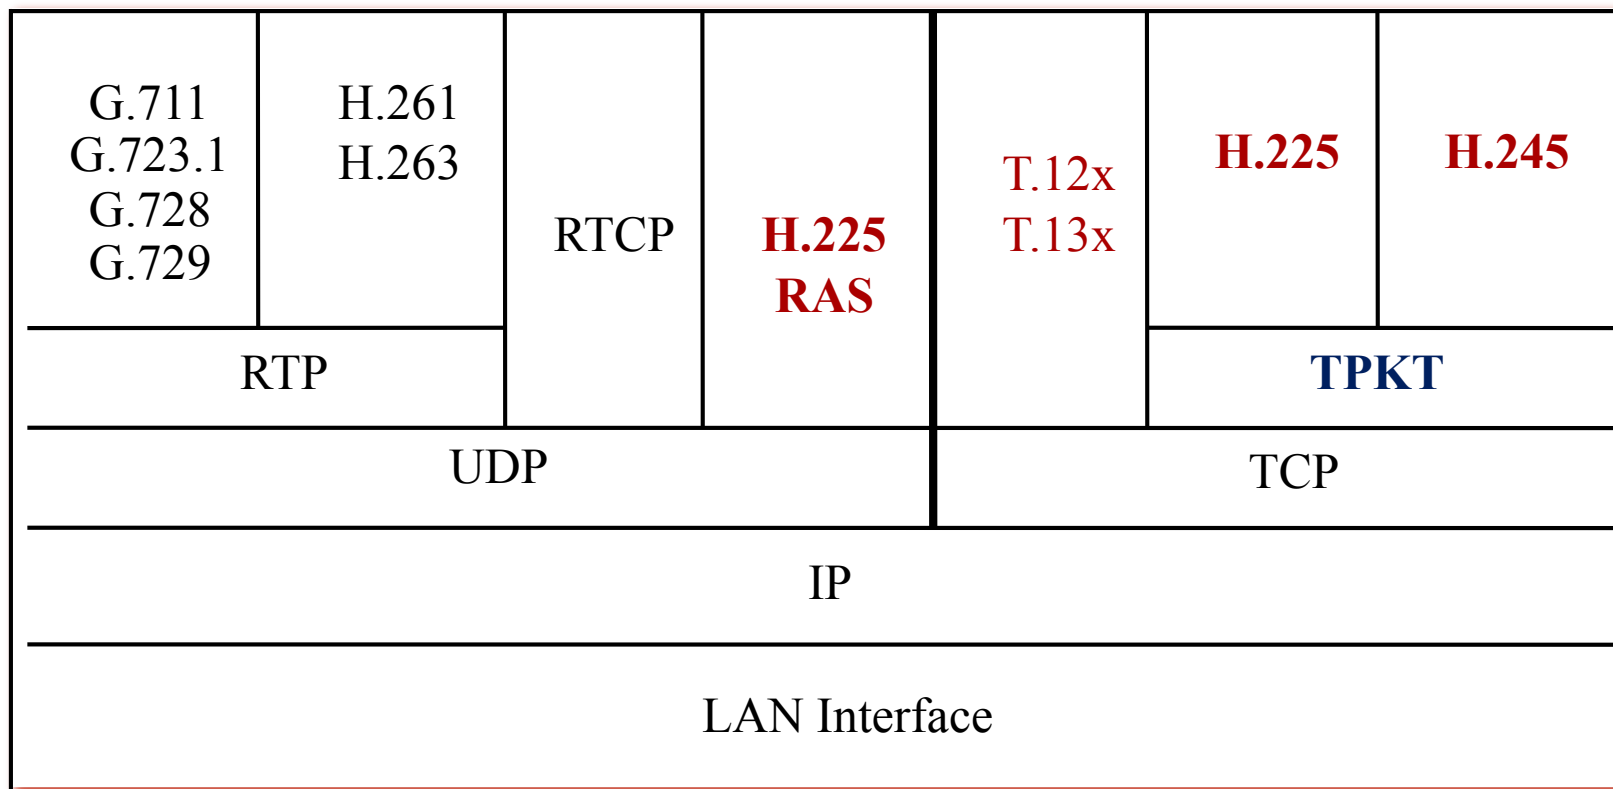 G.711
G.723.1
G.728
G.729
H.261
H.263
RTCP
H.225
RAS
T.12x
T.13x
H.225
H.245
RTP
TPKT
UDP
TCP
IP
LAN Interface